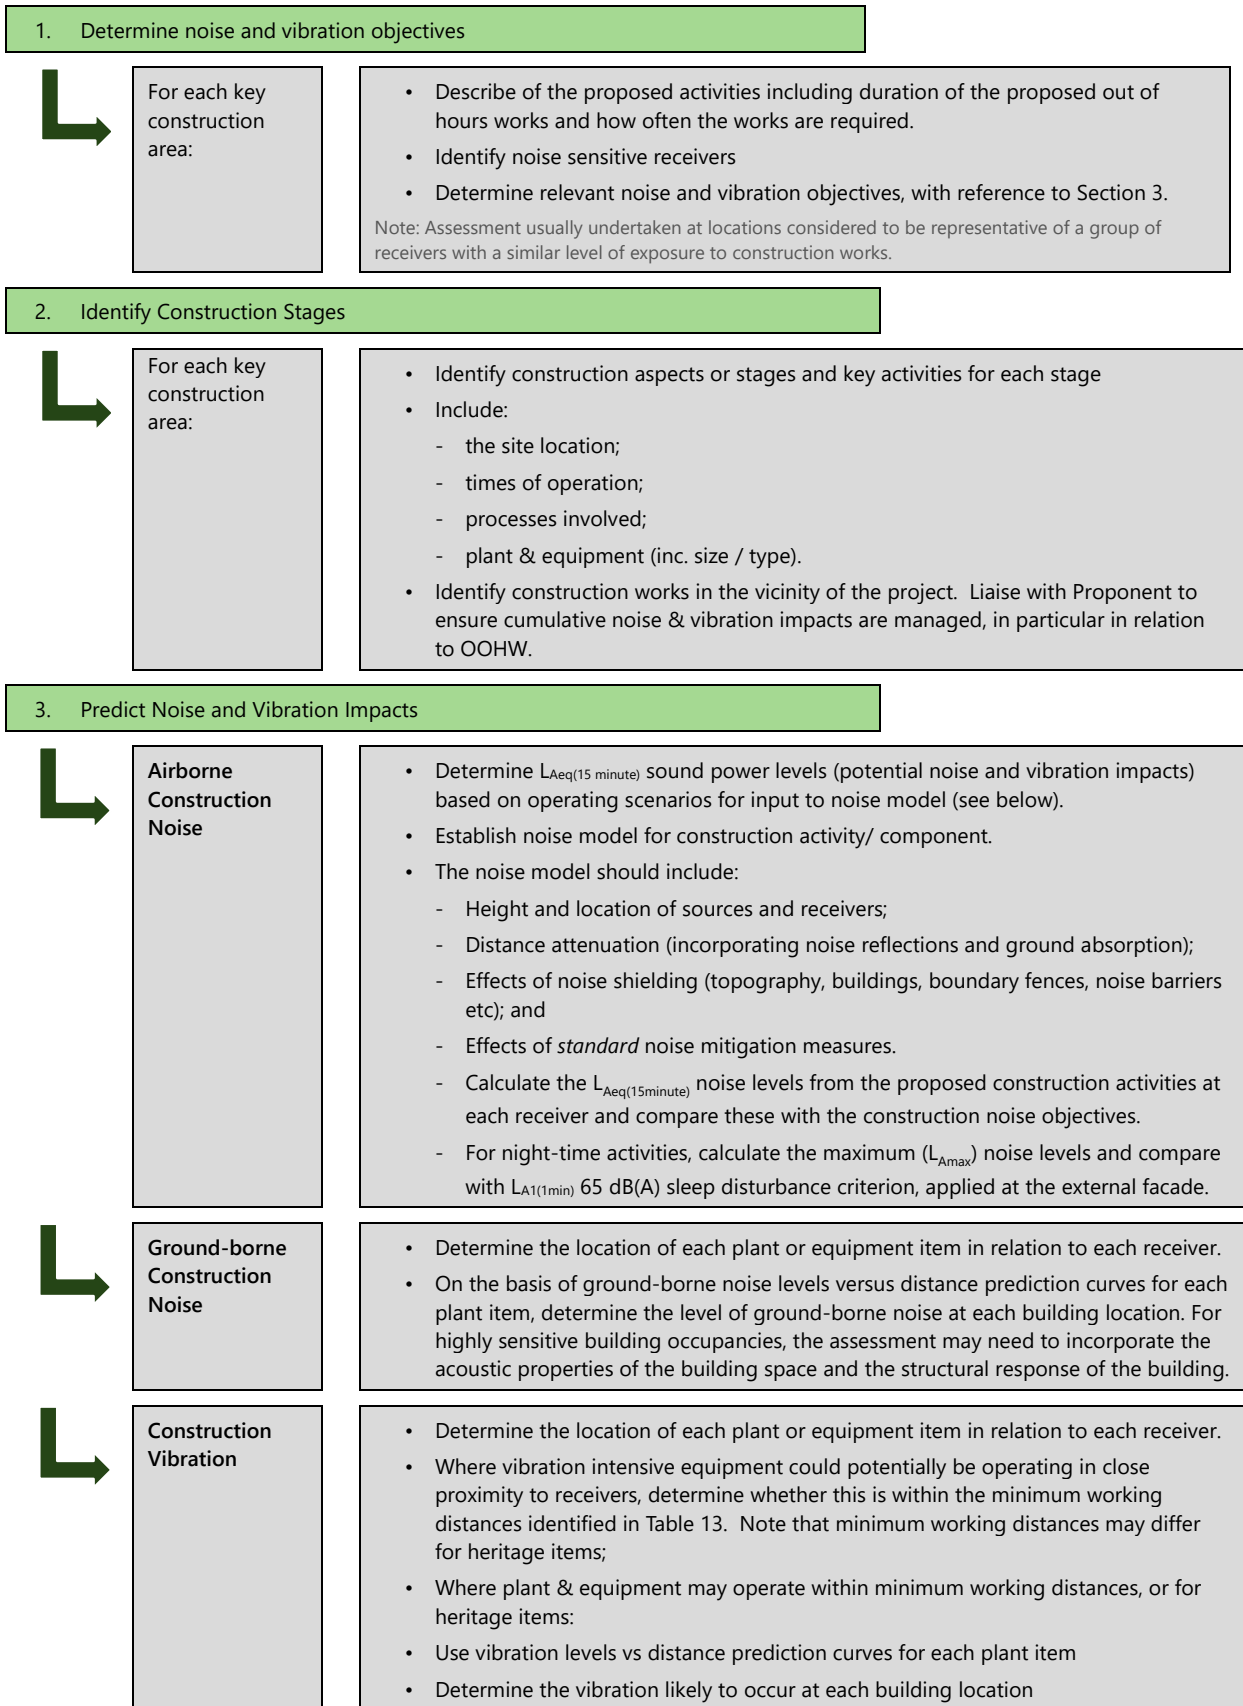 1. Determine noise and vibration objectives
For each key
construction
area:
• Describe of the proposed activities including duration of the proposed out of
hours works and how often the works are required.
• Identify noise sensitive receivers
• Determine relevant noise and vibration objectives, with reference to Section 3.
Note: Assessment usually undertaken at locations considered to be representative of a group of
receivers with a similar level of exposure to construction works.
2. Identify Construction Stages
For each key
construction
area:
• Identify construction aspects or stages and key activities for each stage
• Include:
- the site location;
- times of operation;
- processes involved;
- plant & equipment (inc. size / type).
• Identify construction works in the vicinity of the project. Liaise with Proponent to
ensure cumulative noise & vibration impacts are managed, in particular in relation
to OOHW.
3. Predict Noise and Vibration Impacts
Airborne
Construction
Noise
• Determine LAeq(15 minute) sound power levels (potential noise and vibration impacts)
based on operating scenarios for input to noise model (see below).
• Establish noise model for construction activity/ component.
• The noise model should include:
- Height and location of sources and receivers;
- Distance attenuation (incorporating noise reflections and ground absorption);
- Effects of noise shielding (topography, buildings, boundary fences, noise barriers
etc); and
- Effects of standard noise mitigation measures.
- Calculate the LAeq(15minute) noise levels from the proposed construction activities at
each receiver and compare these with the construction noise objectives.
- For night-time activities, calculate the maximum (LAmax) noise levels and compare
with LA1(1min) 65 dB(A) sleep disturbance criterion, applied at the external facade.
Ground-borne
Construction
Noise
• Determine the location of each plant or equipment item in relation to each receiver.
• On the basis of ground-borne noise levels versus distance prediction curves for each
plant item, determine the level of ground-borne noise at each building location. For
highly sensitive building occupancies, the assessment may need to incorporate the
acoustic properties of the building space and the structural response of the building.
Construction
Vibration
• Determine the location of each plant or equipment item in relation to each receiver.
• Where vibration intensive equipment could potentially be operating in close
proximity to receivers, determine whether this is within the minimum working
distances identified in Table 13. Note that minimum working distances may differ
for heritage items;
• Where plant & equipment may operate within minimum working distances, or for
heritage items:
• Use vibration levels vs distance prediction curves for each plant item
• Determine the vibration likely to occur at each building location